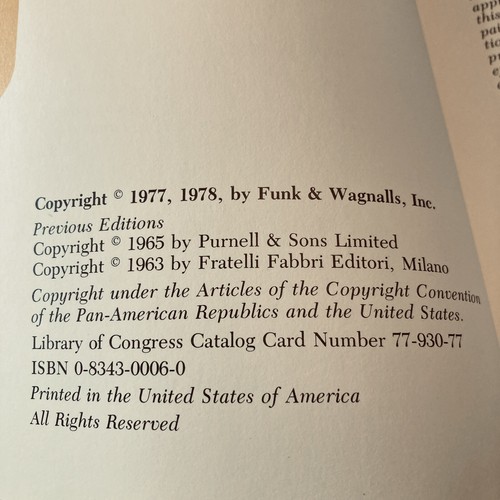 Copyright © 1977, 1978, by Funk & Wagnalls, Inc.
Previous Editions
Copyright © 1965 by Purnell & Sons Limited
Copyright © 1963 by Fratelli Fabbri Editori, Milano
Copyright under the Articles of the Copyright Convention
of the Pan-American Republics and the United States.
Library of Congress Catalog Card Number 77-930-77
ISBN 0-8343-0006-0
Printed in the United States of America
All Rights Reserved
this